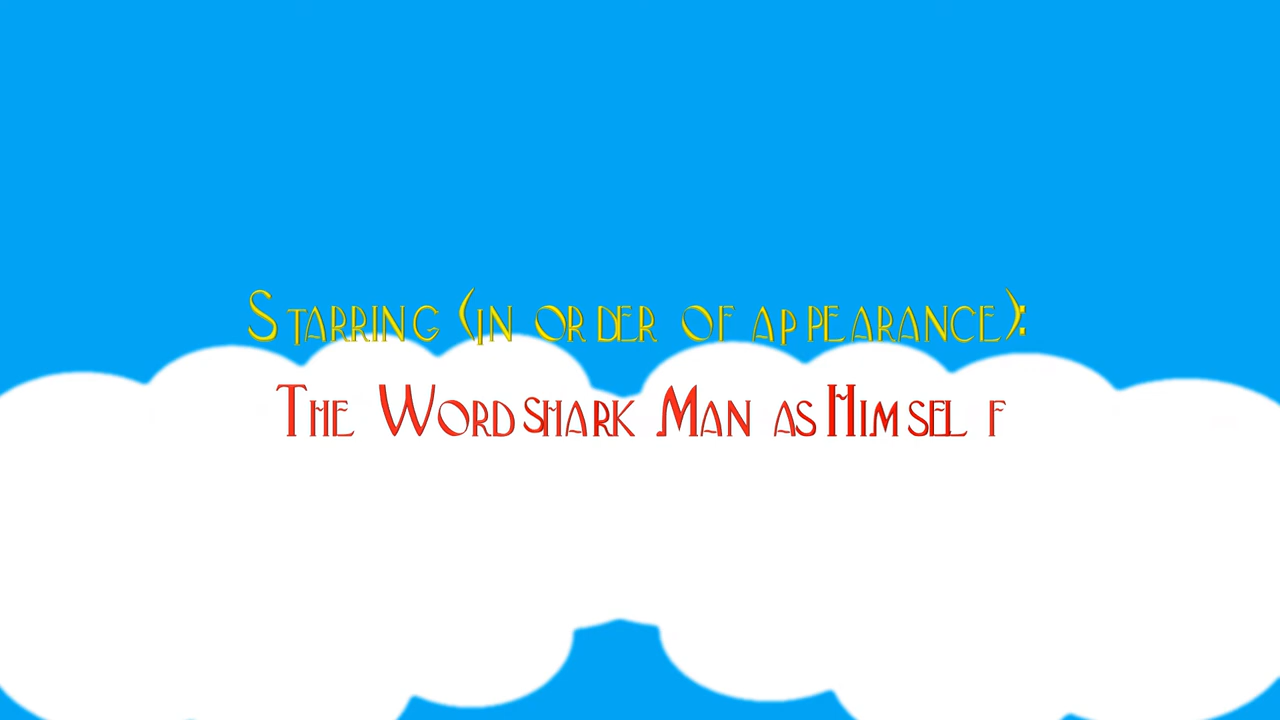 Starring (in order of appearance):
The Wordshark Man as Himself